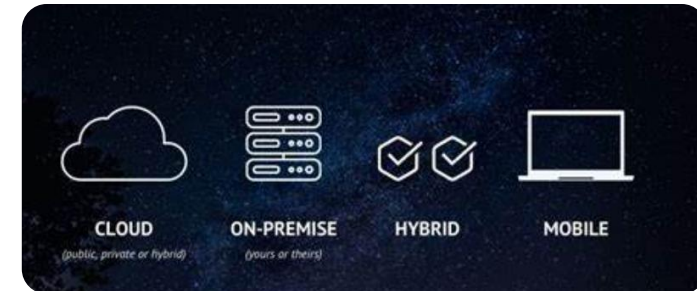 CLOUD
(public, private or hybrid)
ON-PREMISE
(yours or theirs)
HYBRID
MOBILE